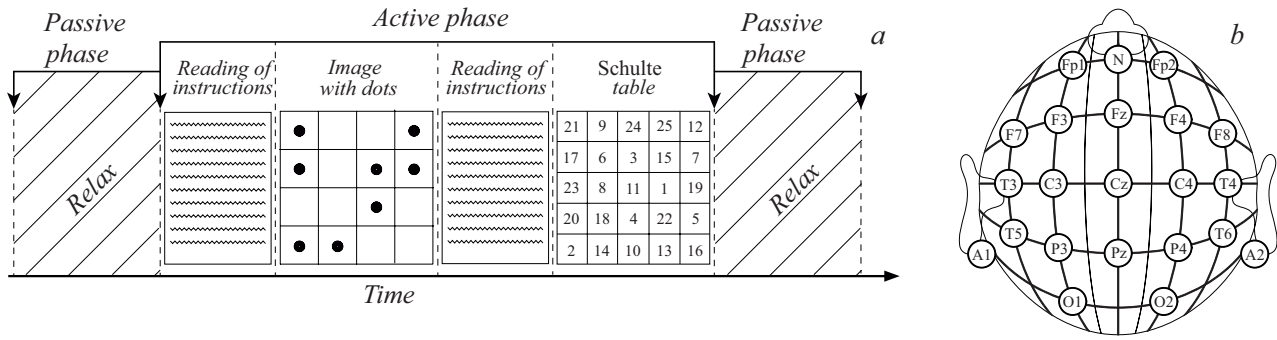 Passive
phase
Active phase
Passive
phase
a
Reading of
instructions
Image
with dots
Reading of
instructions
Schulte
table
Relax
21 9 24 25 12
17 6 3 15 7
23 8 11 1 19
20 18 4 22 5
2 14 10 13 16
Relax
Time
b
Fp1 N Fp2
F7 F3 Fz F4 F8
T3 C3 Cz C4 T4
T5 P3 Pz P4 T6
A1 A2
O1 O2